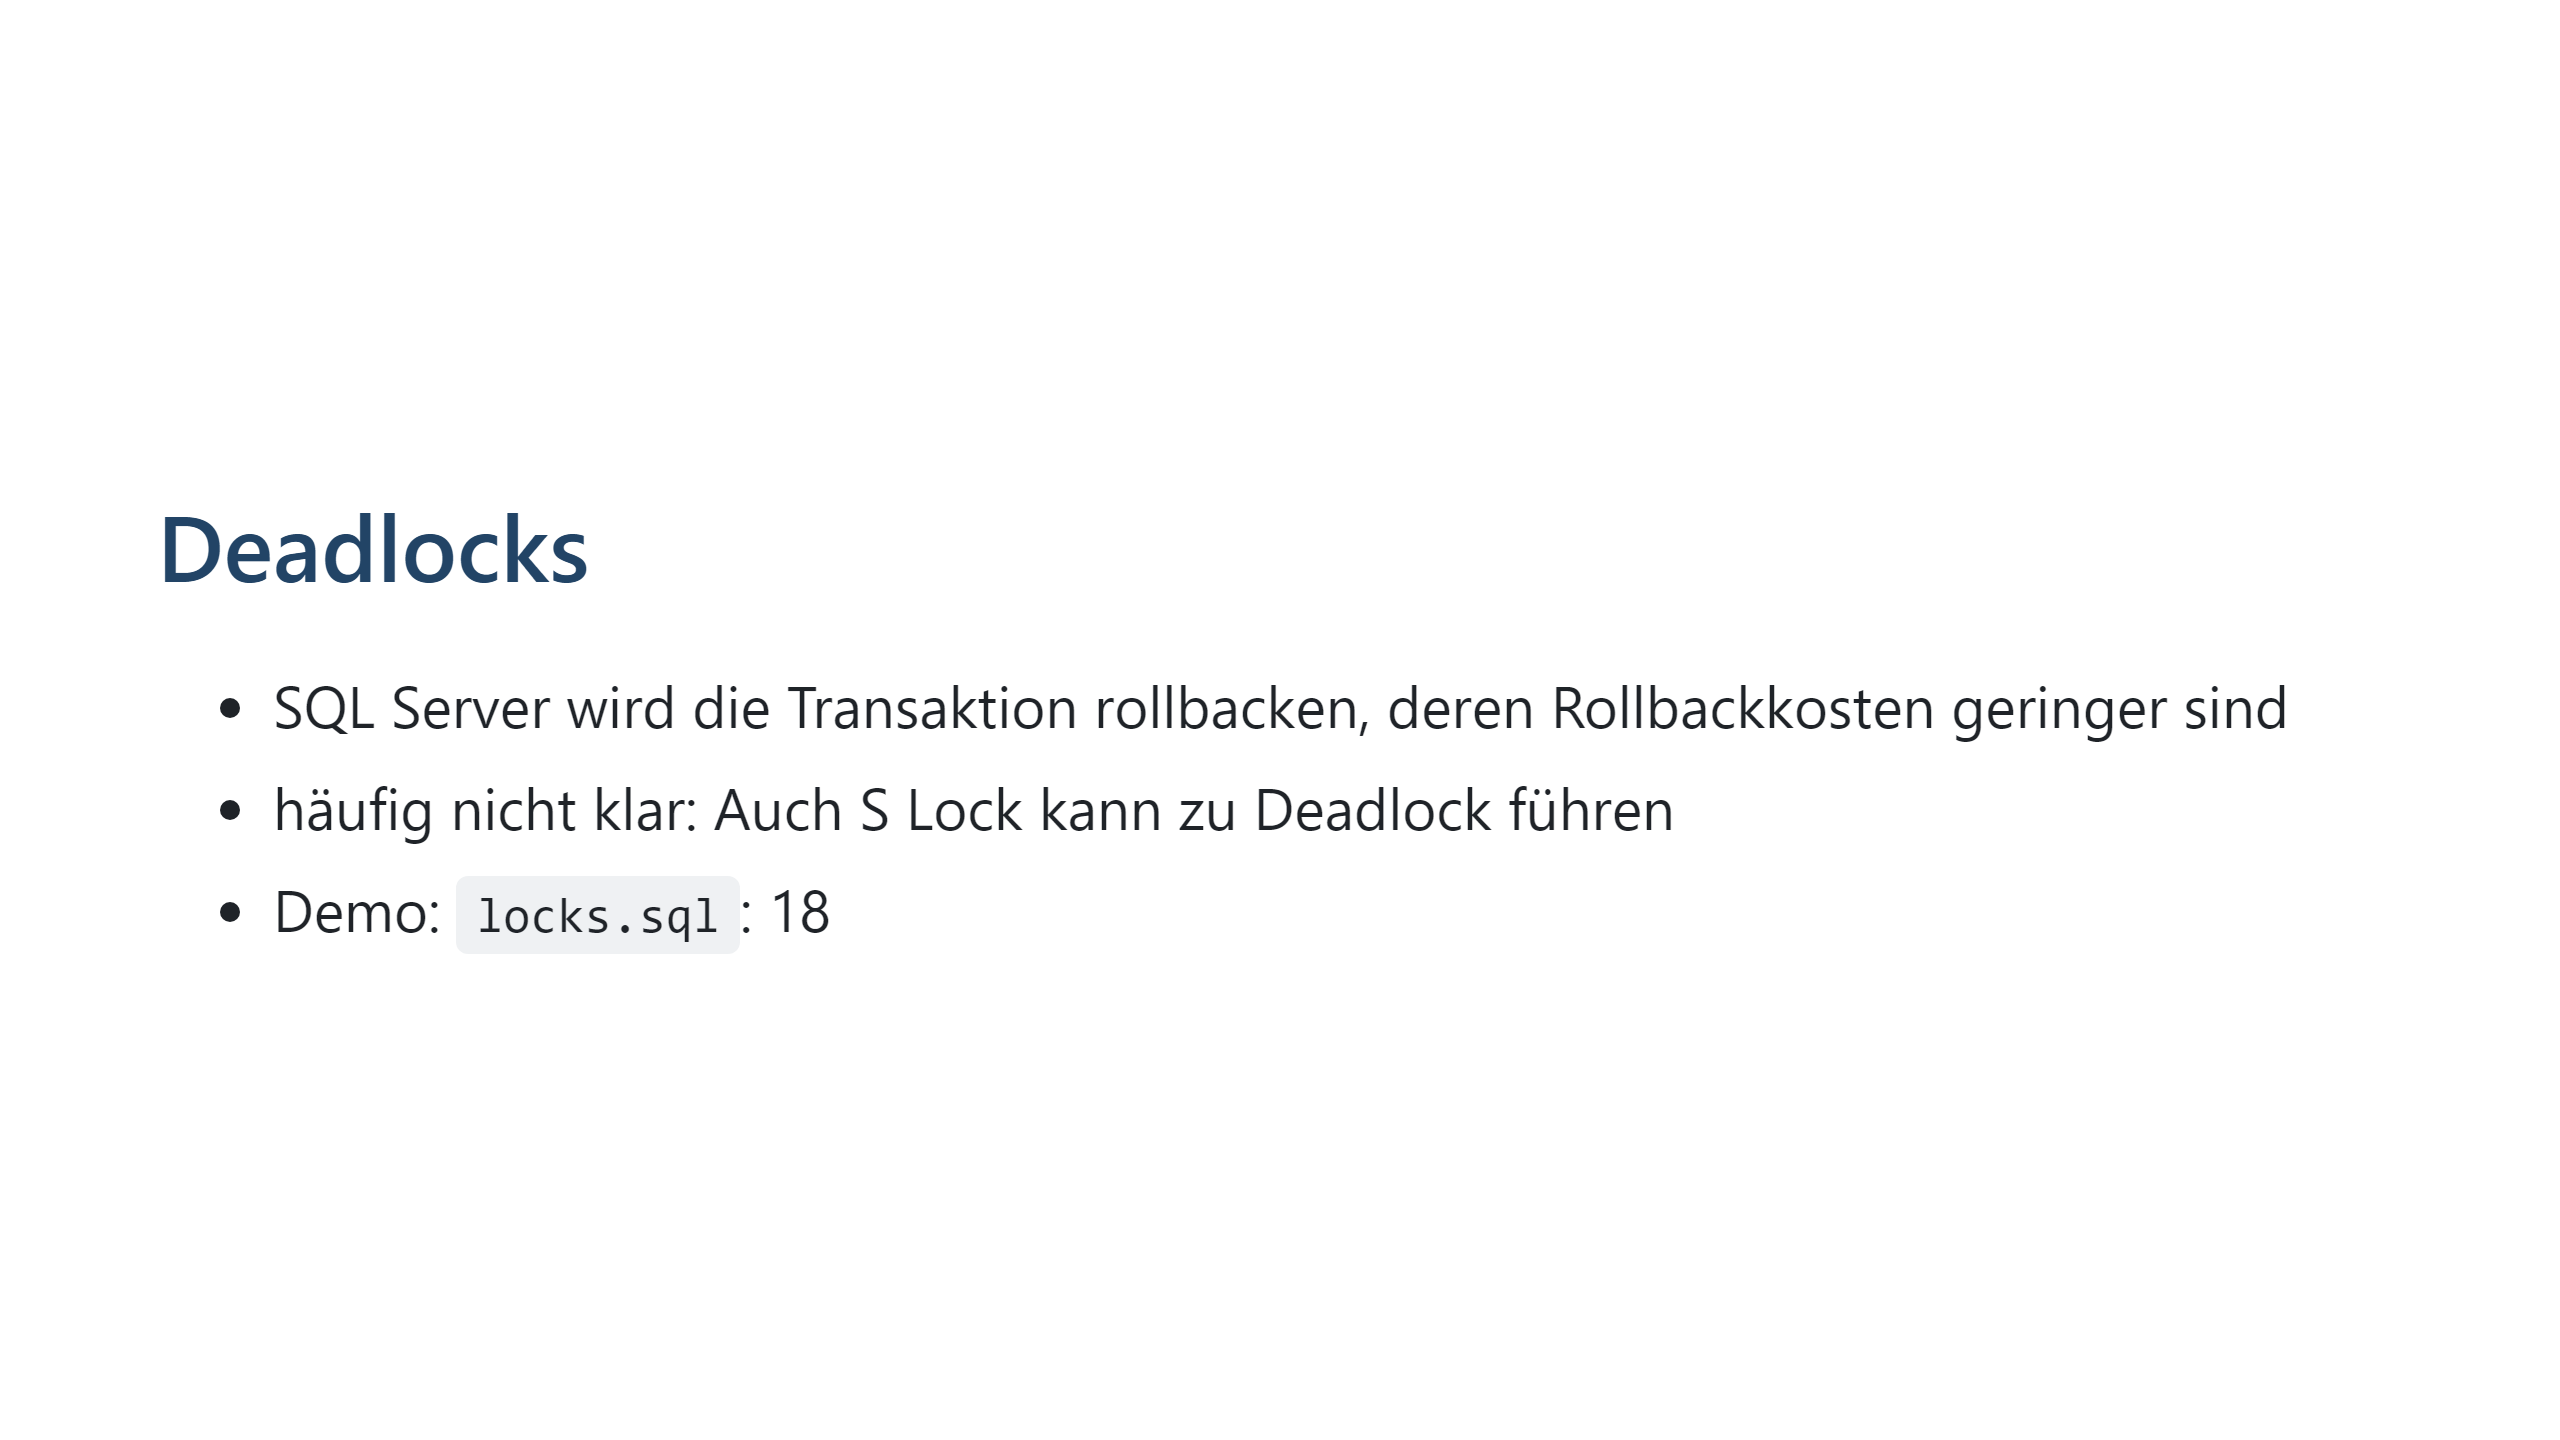 Deadlocks
• SQL Server wird die Transaktion rollbacken, deren Rollbackkosten geringer sind
• häufig nicht klar: Auch S Lock kann zu Deadlock führen
• Demo: locks.sql: 18